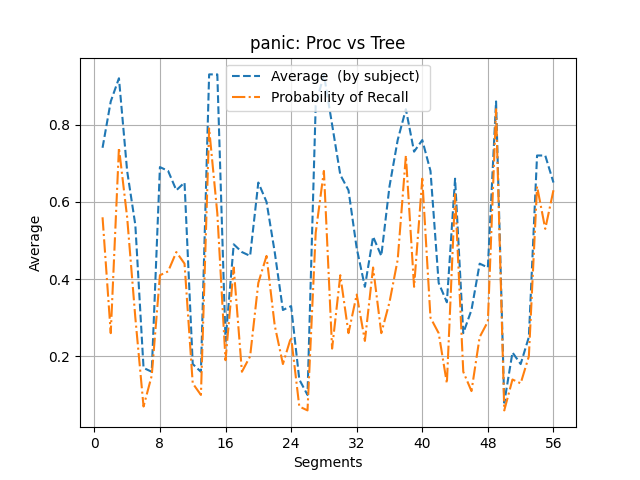 panic: Proc vs Tree
Average  (by subject)
Probability of Recall
Average
0.8
0.6
0.4
0.2
0 8 16 24 32 40 48 56
Segments